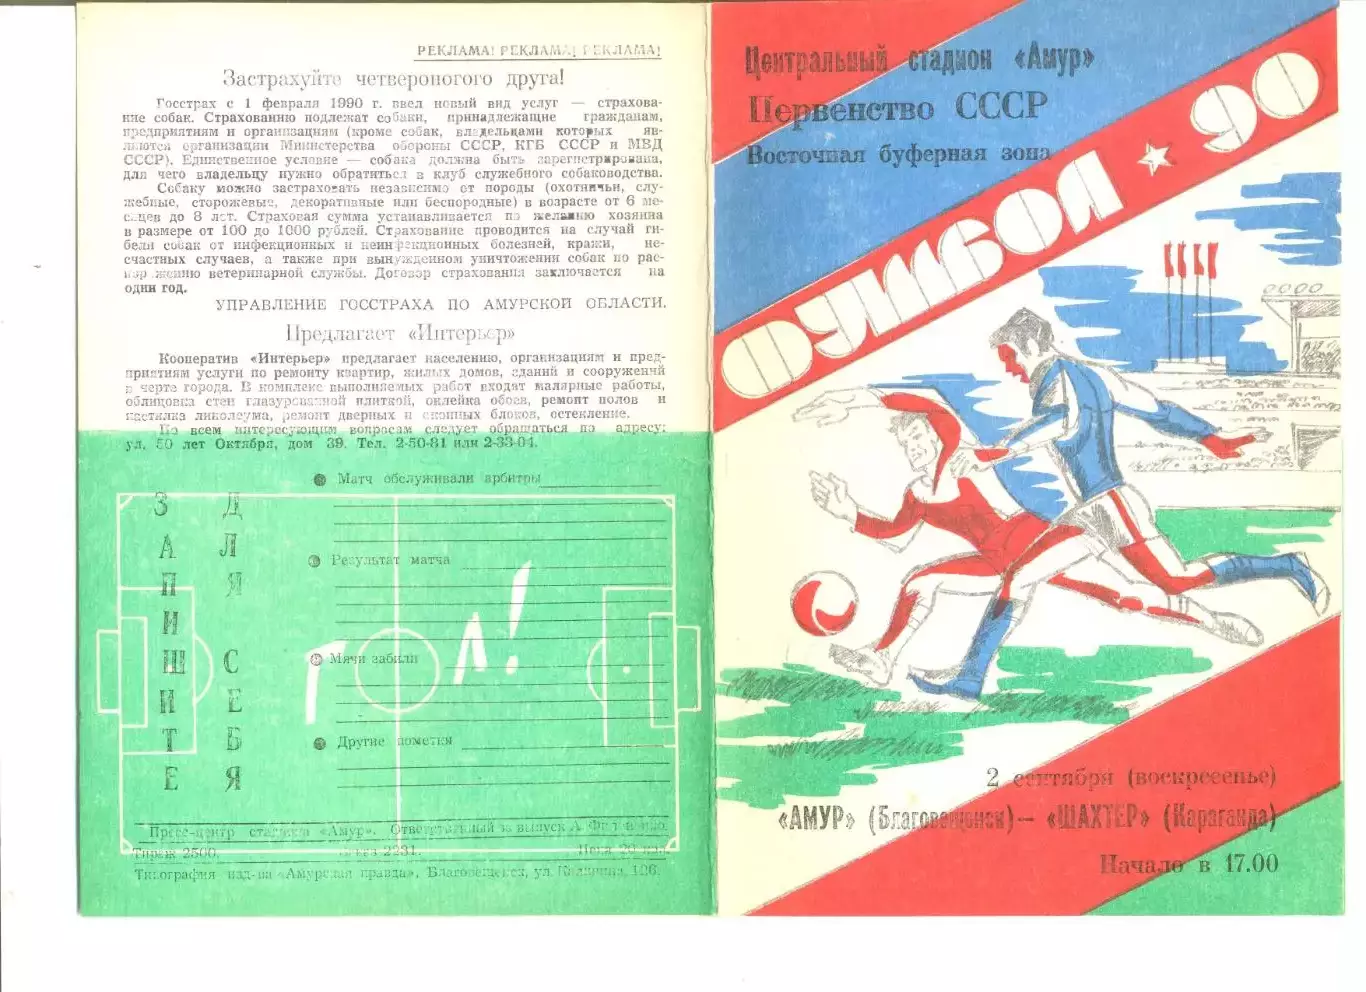 РЕКЛАМА! РЕКЛАМА! РЕКЛАМА!
Застрахуйте четвероногого друга!
Госстрах с 1 февраля 1990 г. ввел новый вид услуг — страхова-
ние собак. Страхованию подлежат собаки, принадлежащие гражданам,
предприятиям и организациям (кроме собак, владельцами которых яв-
ляются организации Министерства обороны СССР, КГБ СССР и МВД
СССР). Единственное условие — собака должна быть зарегистрирована,
для чего владельцу нужно обратиться в клуб служебного собаководства.
Собаку можно застраховать независимо от породы (охотничьи, слу-
жебные, сторожевые, декоративные или беспородные) в возрасте от 6 ме-
сяцев до 8 лет. Страховая сумма устанавливается по желанию хозяина
в размере от 100 до 1000 рублей. Страхование проводится на случай ги-
бели собак от инфекционных и неинфекционных болезней, кражи, не-
счастных случаев, а также при вынужденном уничтожении собак по рас-
поряжению ветеринарной службы. Договор страхования заключается на
один год.
УПРАВЛЕНИЕ ГОССТРАХА ПО АМУРСКОЙ ОБЛАСТИ.
Предлагает «Интерьер»
Кооператив «Интерьер» предлагает населению, организациям и пред-
приятиям услуги по ремонту квартир, жилых домов, зданий и сооружений
в черте города. В комплекс выполняемых работ входят малярные работы,
облицовка стен глазурованной плиткой, оклейка обоев, ремонт полов и
настилка линолеума, ремонт дверных и оконных блоков, остекление.
По всем интересующим вопросам следует обращаться по адресу:
ул. 50 лет Октября, дом 39. Тел. 2-50-81 или 2-33-04.
ЗАПИШИТЕ
ДЛЯ СЕБЯ
Матч обслуживали арбитры
Результат матча
Мячи забили
Другие пометки
Гол!
Пресс-центр стадиона «Амур». Ответственный за выпуск А.
Тираж 2500. Заказ 2231. Цена 20 коп.
Типография изд-ва «Амурская правда», Благовещенск, ул. Калинина, 126.
Центральный стадион «Амур»
Первенство СССР
Восточная буферная зона
ФУТБОЛ ★ 90
2 сентября (воскресенье)
«АМУР» (Благовещенск) — «ШАХТЕР» (Караганда)
Начало в 17.00